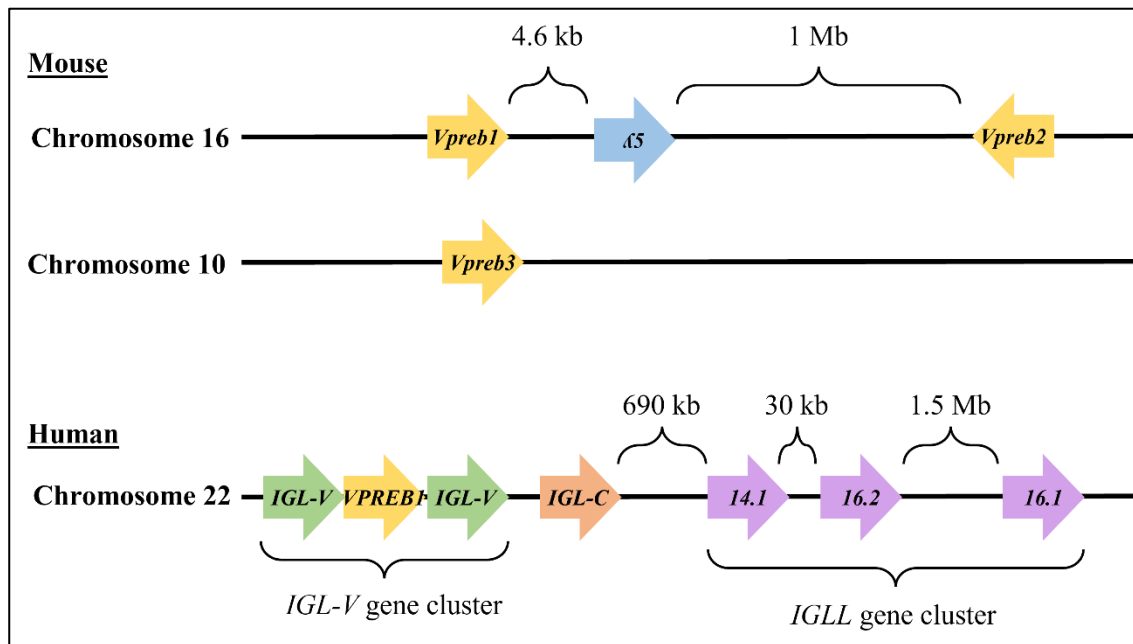 4.6 kb 1 Mb
Mouse
Chromosome 16 Vpreb1 λ5 Vpreb2
Chromosome 10 Vpreb3
690 kb 30 kb 1.5 Mb
Human
Chromosome 22 IGL-V VPREB1 IGL-V IGL-C 14.1 16.2 16.1
IGL-V gene cluster IGLL gene cluster